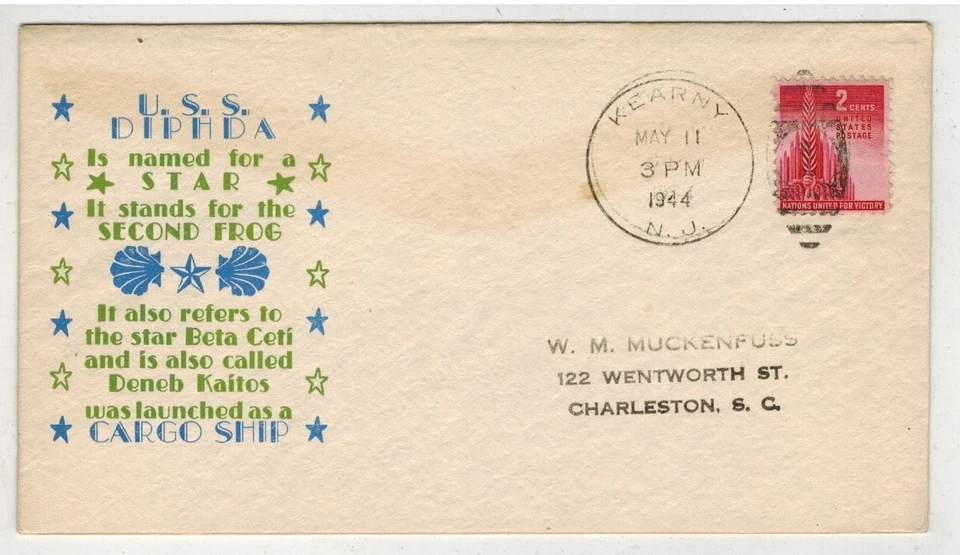 U. S. S.
DIPHDA
Is named for a
STAR
It stands for the
SECOND FROG
It also refers to
the star Beta Ceti
and is also called
Deneb Kaitos
was launched as a
CARGO SHIP
KEARNY
MAY 11
3 PM
1944
N. J.
2 CENTS
UNITED
STATES
POSTAGE
NATIONS UNITED FOR VICTORY
W. M. MUCKENFUSS
122 WENTWORTH ST.
CHARLESTON, S. C.